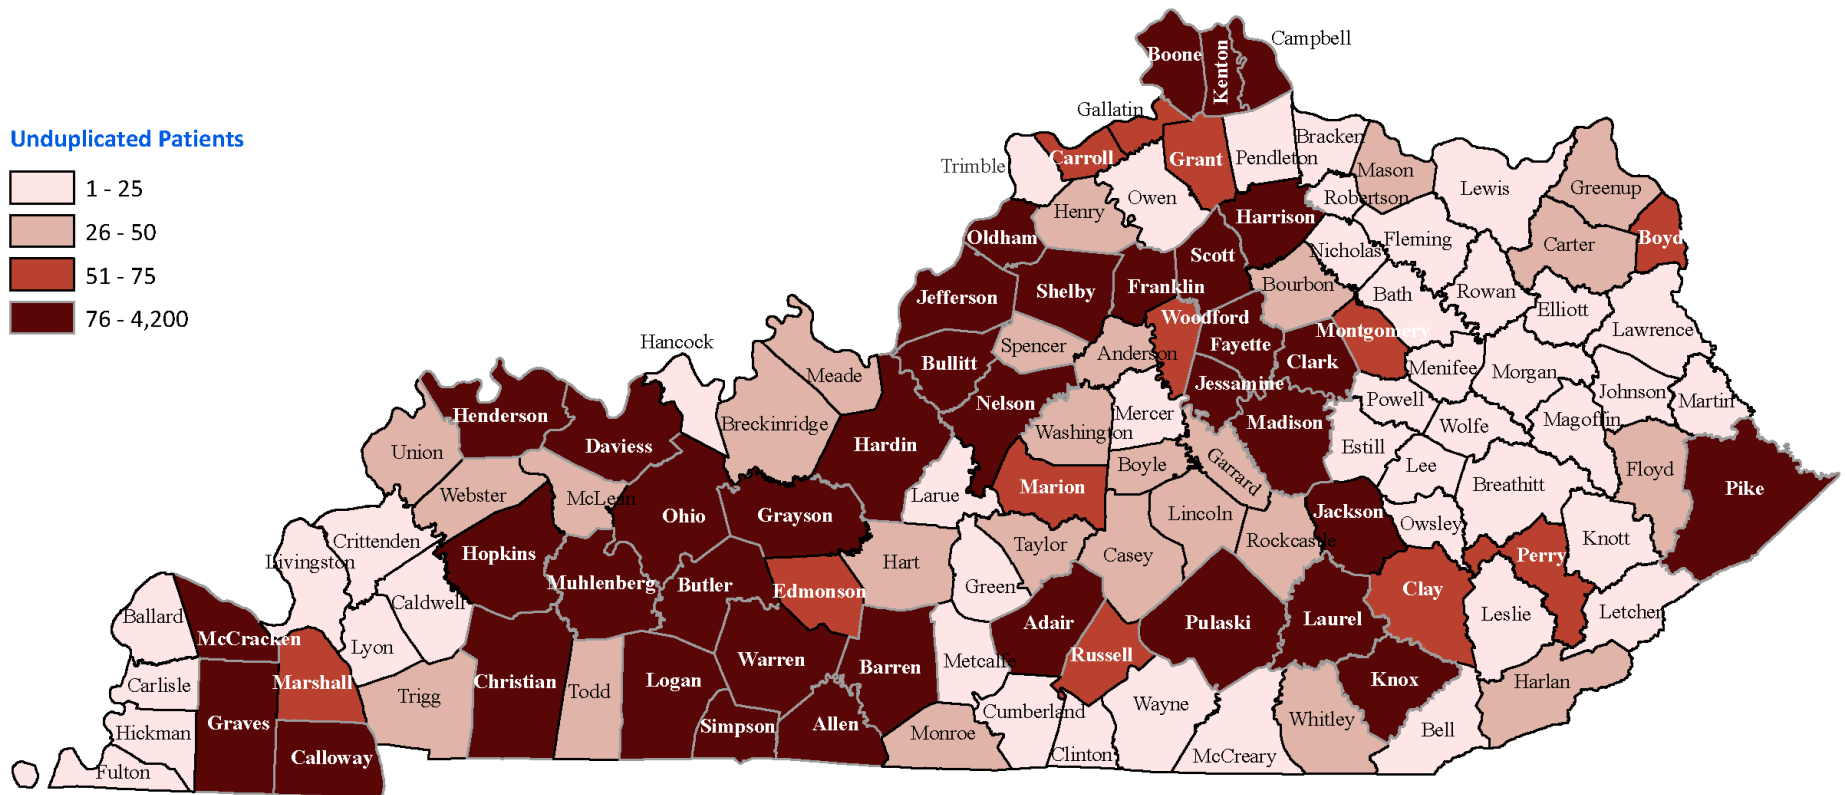 Unduplicated Patients
1 - 25
26 - 50
51 - 75
76 - 4,200
Boone
Kenton
Campbell
Gallatin
Trimble
Carroll
Grant
Pendleton
Bracken
Mason
Robertson
Lewis
Greenup
Boyd
Carter
Henry
Owen
Harrison
Oldham
Scott
Nicholas
Fleming
Franklin
Bourbon
Bath
Rowan
Elliott
Lawrence
Jefferson
Shelby
Woodford
Fayette
Montgomery
Hancock
Spencer
Anderson
Clark
Menifee
Morgan
Johnson
Martin
Bullitt
Meade
Jessamine
Powell
Nelson
Mercer
Madison
Wolfe
Magoffin
Henderson
Daviess
Breckinridge
Hardin
Washington
Estill
Lee
Union
Webster
McLean
Larue
Marion
Boyle
Garrard
Breathitt
Floyd
Pike
Ohio
Grayson
Lincoln
Jackson
Owsley
Crittenden
Hopkins
Taylor
Casey
Rockcastle
Knott
Perry
Livingston
Muhlenberg
Butler
Edmonson
Hart
Green
Clay
Caldwell
Ballard
McCracken
Lyon
Adair
Pulaski
Laurel
Leslie
Letcher
Carlisle
Marshall
Trigg
Christian
Todd
Logan
Warren
Barren
Metcalfe
Russell
Knox
Harlan
Hickman
Graves
Simpson
Allen
Monroe
Cumberland
Wayne
Whitley
Bell
Fulton
Calloway
Clinton
McCreary